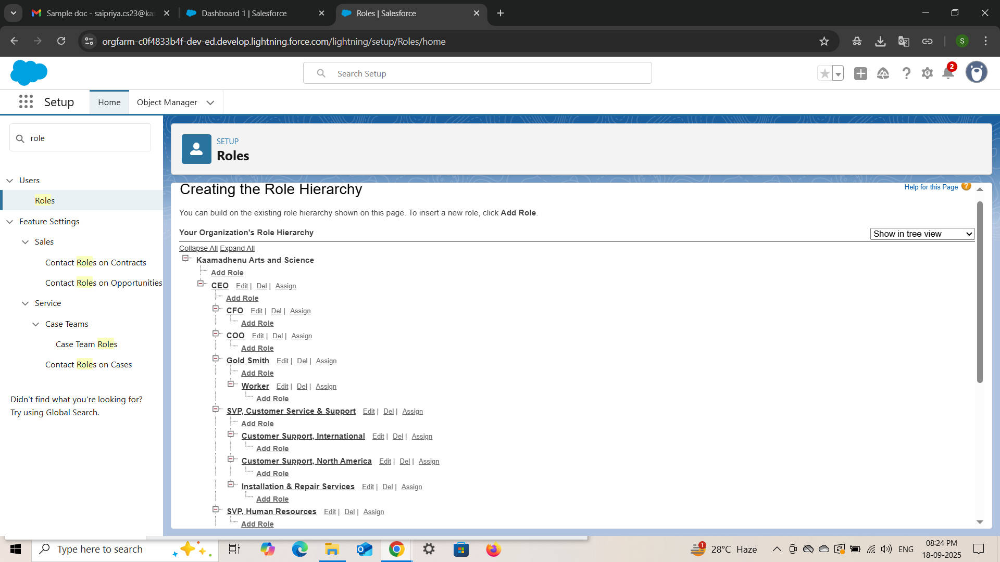 Sample doc - saipriya.cs23@kas
Dashboard 1 | Salesforce
Roles | Salesforce
orgfarm-c0f4833b4f-dev-ed.develop.lightning.force.com/lightning/setup/Roles/home
S
Search Setup
2
Setup
Home
Object Manager
role
Users
Roles
Feature Settings
Sales
Contact Roles on Contracts
Contact Roles on Opportunities
Service
Case Teams
Case Team Roles
Contact Roles on Cases
Didn't find what you're looking for?
Try using Global Search.
SETUP
Roles
Creating the Role Hierarchy
Help for this Page ?
You can build on the existing role hierarchy shown on this page. To insert a new role, click Add Role.
Your Organization's Role Hierarchy
Show in tree view
Collapse All Expand All
Kaamadhenu Arts and Science
Add Role
CEO Edit | Del | Assign
Add Role
CFO Edit | Del | Assign
Add Role
COO Edit | Del | Assign
Add Role
Gold Smith Edit | Del | Assign
Add Role
Worker Edit | Del | Assign
Add Role
SVP, Customer Service & Support Edit | Del | Assign
Add Role
Customer Support, International Edit | Del | Assign
Add Role
Customer Support, North America Edit | Del | Assign
Add Role
Installation & Repair Services Edit | Del | Assign
Add Role
SVP, Human Resources Edit | Del | Assign
Add Role
Type here to search
1
28°C Haze
ENG
08:24 PM
18-09-2025